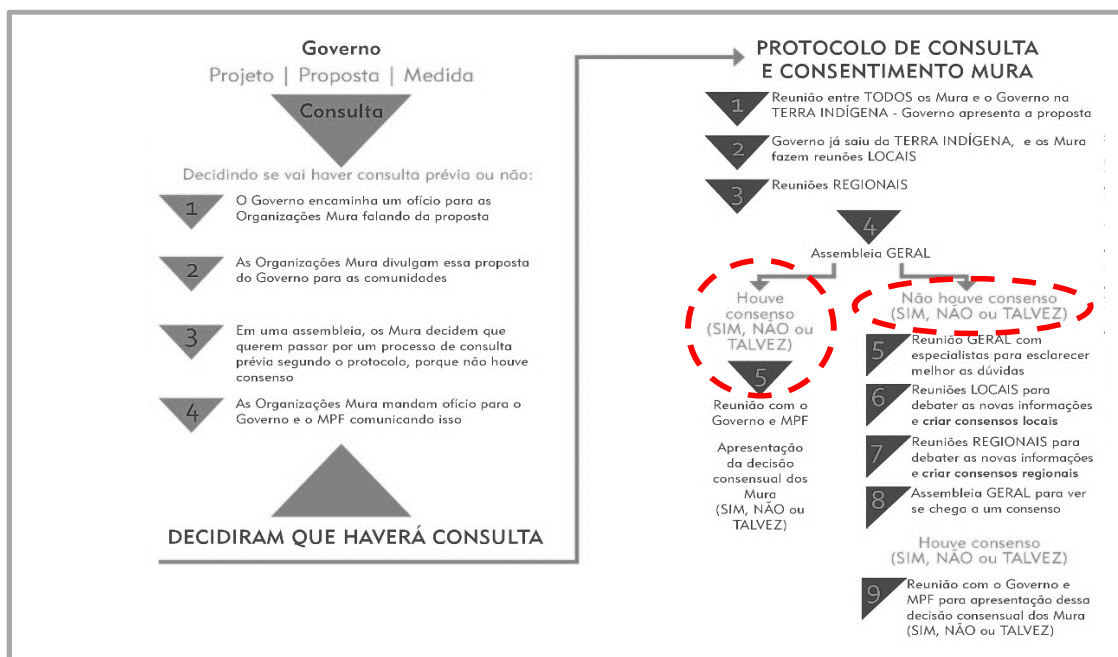 Governo
Projeto | Proposta | Medida
Consulta
Decidindo se vai haver consulta prévia ou não:
1
O Governo encaminha um ofício para as
Organizações Mura falando da proposta
2
As Organizações Mura divulgam essa proposta
do Governo para as comunidades
3
Em uma assembleia, os Mura decidem que
querem passar por um processo de consulta
prévia segundo o protocolo, porque não houve
consenso
4
As Organizações Mura mandam ofício para o
Governo e o MPF comunicando isso
DECIDIRAM QUE HAVERÁ CONSULTA
PROTOCOLO DE CONSULTA
E CONSENTIMENTO MURA
1
Reunião entre TODOS os Mura e o Governo na
TERRA INDÍGENA - Governo apresenta a proposta
2
Governo já saiu da TERRA INDÍGENA, e os Mura
fazem reuniões LOCAIS
3
Reuniões REGIONAIS
4
Assembleia GERAL
Houve
consenso
(SIM, NÃO ou
TALVEZ)
5
Reunião com o
Governo e MPF
Apresentação
da decisão
consensual dos
Mura
(SIM, NÃO ou
TALVEZ)
Não houve consenso
(SIM, NÃO ou TALVEZ)
5
Reunião GERAL com
especialistas para esclarecer
melhor as dúvidas
6
Reuniões LOCAIS para
debater as novas informações
e criar consensos locais
7
Reuniões REGIONAIS para
debater as novas informações
e criar consensos regionais
8
Assembleia GERAL para ver
se chega a um consenso
Houve consenso
(SIM, NÃO ou TALVEZ)
9
Reunião com o Governo e
MPF para apresentação dessa
decisão consensual dos Mura
(SIM, NÃO ou TALVEZ)